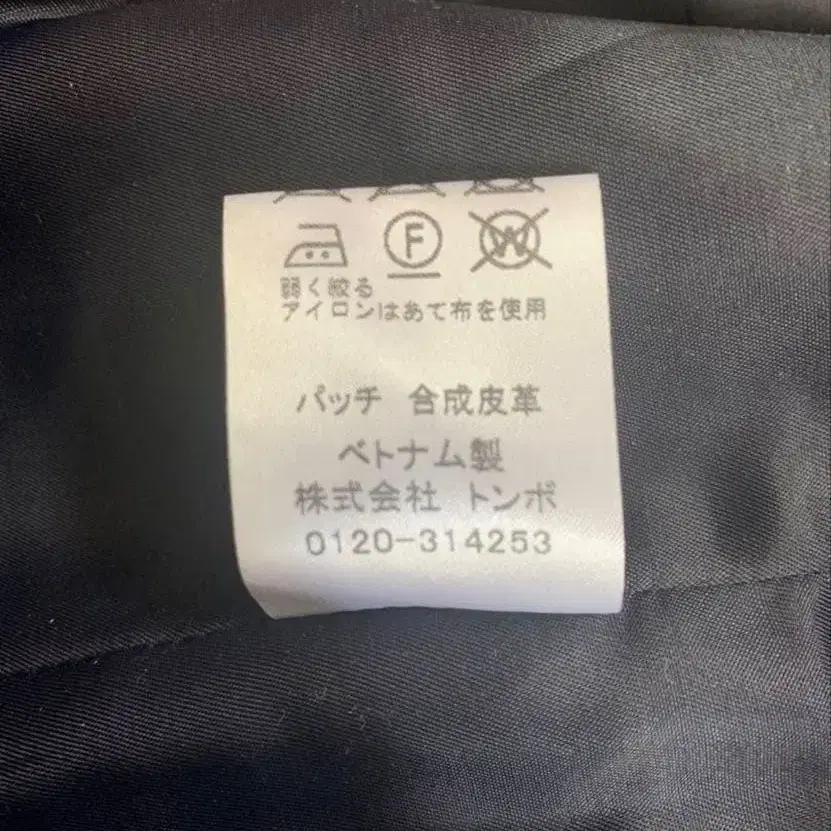 F W
弱く絞る
アイロンはあて布を使用
パッチ 合成皮革
ベトナム製
株式会社 トンボ
0120-314253